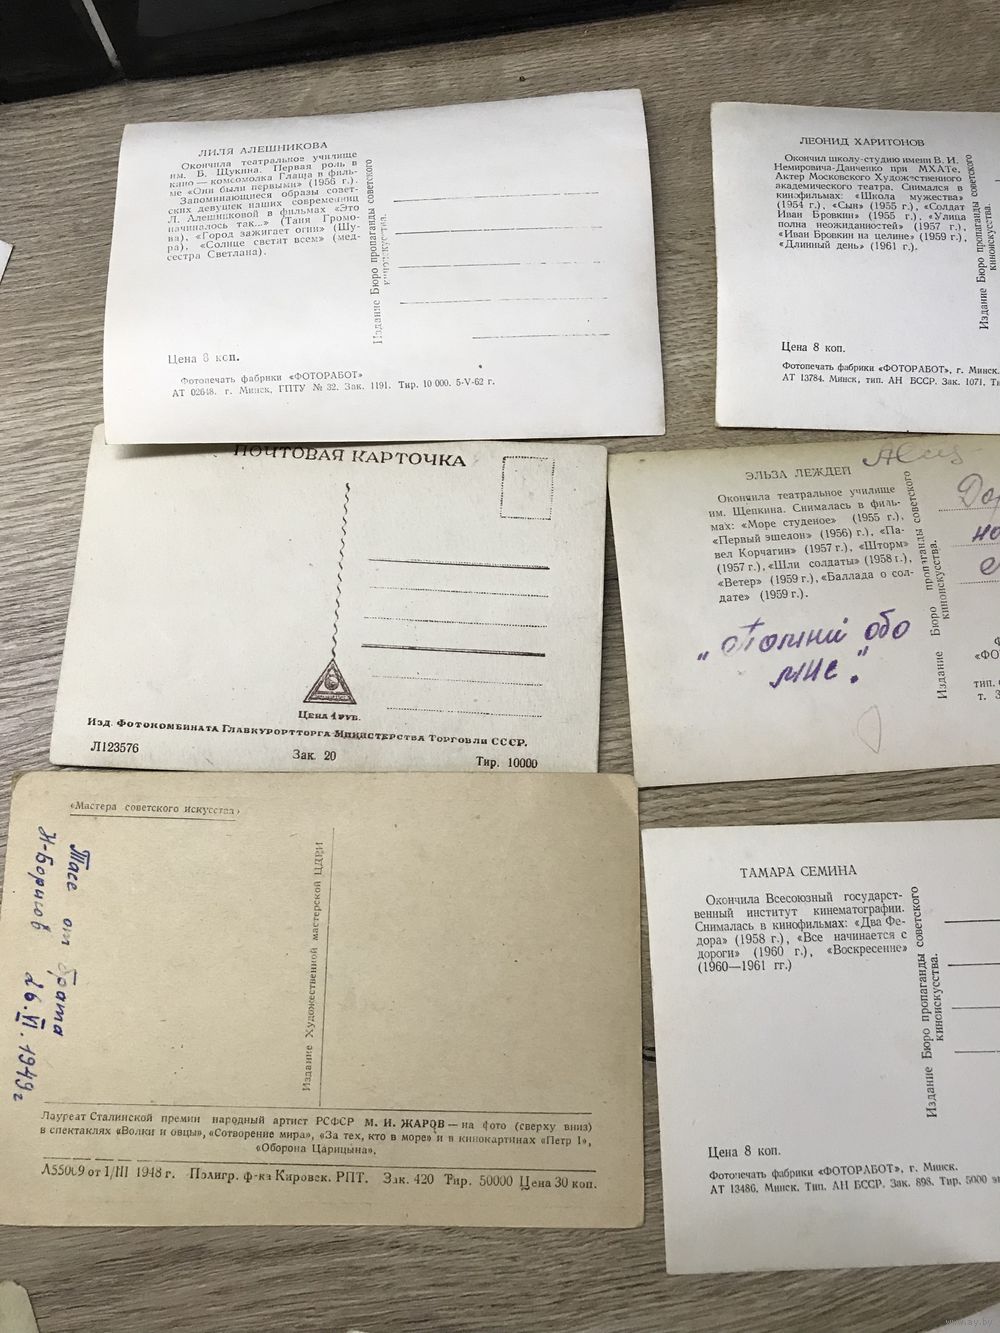 ЛИЛЯ АЛЕШНИКОВА
Окончила театральное училище
им. Б. Щукина. Первая роль в
кино — комсомолка Глаша в филь-
ме «Они были первыми» (1956 г.).
Запоминающиеся образы совет-
ских девушек наших современниц
Л. Алешниковой в фильмах «Это
начиналось так...» (Таня Громо-
ва), «Город зажигает огни» (Шу-
ра), «Солнце светит всем» (мед-
сестра Светлана).
Издание Бюро пропаганды советского
киноискусства.
Цена 8 коп.
Фотопечать фабрики «ФОТОРАБОТ»
АТ 02648. г. Минск, ГПТУ № 32. Зак. 1191. Тир. 10 000. 5-V-62 г.
ЛЕОНИД ХАРИТОНОВ
Окончил школу-студию имени В. И.
Немировича-Данченко при МХАТе.
Актер Московского Художественного
академического театра. Снимался в
кинофильмах: «Школа мужества»
(1954 г.), «Сын» (1955 г.), «Солдат
Иван Бровкин» (1955 г.), «Улица
полна неожиданностей» (1957 г.),
«Иван Бровкин на целине» (1959 г.),
«Длинный день» (1961 г.).
Издание Бюро пропаганды советского
киноискусства.
Цена 8 коп.
Фотопечать фабрики «ФОТОРАБОТ», г. Минск.
АТ 13784. Минск, тип. АН БССР. Зак. 1071.
ПОЧТОВАЯ КАРТОЧКА
6
Цена 1 руб.
Изд. Фотокомбината Главкурортторга Министерства Торговли СССР.
Л123576 Зак. 20 Тир. 10000
ЭЛЬЗА ЛЕЖДЕЙ
Окончила театральное училище
им. Щепкина. Снималась в филь-
мах: «Море студеное» (1955 г.),
«Первый эшелон» (1956) г.), «Па-
вел Корчагин» (1957 г.), «Шторм»
(1957 г.), «Шли солдаты» (1958 г.),
«Ветер» (1959 г.), «Баллада о сол-
дате» (1959 г.).
Издание Бюро пропаганды советского
киноискусства.
„Помни обо
мне."
«ФО
тип.
т. 3
«Мастера советского искусства»
Тасе от брата
Н-Борисов 26.VI.1949г
Издание Художественной мастерской ЦДРИ
Лауреат Сталинской премии народный артист РСФСР М. И. ЖАРОВ — на фото (сверху вниз)
в спектаклях «Волки и овцы», «Сотворение мира», «За тех, кто в море» и в кинокартинах «Петр I»,
«Оборона Царицына».
А55009 от 1/III 1948 г. Полигр. ф-ка Кировск. РПТ. Зак. 420 Тир. 50000 Цена 30 коп.
ТАМАРА СЕМИНА
Окончила Всесоюзный государст-
венный институт кинематографии.
Снималась в кинофильмах: «Два Фе-
дора» (1958 г.), «Все начинается с
дороги» (1960 г.), «Воскресение»
(1960—1961 гг.)
Издание Бюро пропаганды советского
киноискусства.
Цена 8 коп.
Фотопечать фабрики «ФОТОРАБОТ», г. Минск.
АТ 13486. Минск. Тип. АН БССР. Зак. 898. Тир. 5000 э
www.ay.by